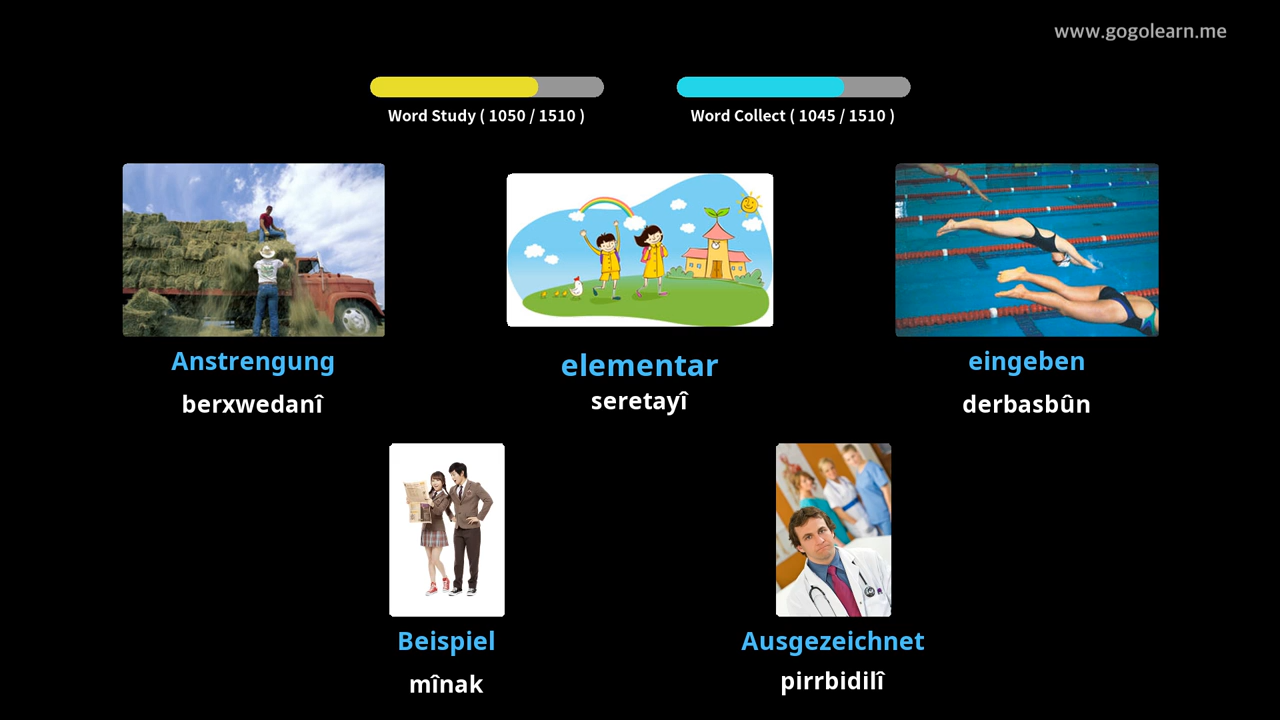 www.gogolearn.me
Word Study ( 1050 / 1510 )
Word Collect ( 1045 / 1510 )
Anstrengung
elementar
eingeben
berxwedanî
seretayî
derbasbûn
Beispiel
Ausgezeichnet
mînak
pirrbidilî